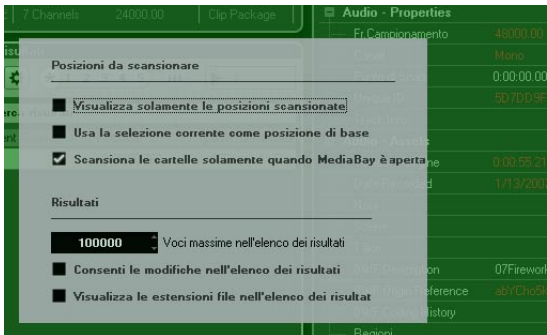 7 Channels 24000.00 Clip Package
Audio - Properties
Fr.Campionamento 48000.00
Mono
0:00:00.00
5D7DD9F
Posizioni da scansionare
Visualizza solamente le posizioni scansionate
Usa la selezione corrente come posizione di base
Scansiona le cartelle solamente quando MediaBay è aperta
0:00:55:21
Risultati
100000 Voci massime nell'elenco dei risultati
Consenti le modifiche nell'elenco dei risultati
07Firework
Visualizza le estensioni file nell'elenco dei risultat
History
Regioni